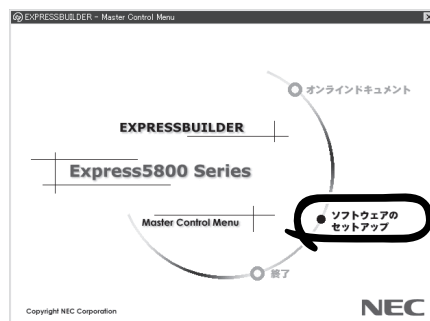 EXPRESSBUILDER - Master Control Menu
オンラインドキュメント
EXPRESSBUILDER
Express5800 Series
Master Control Menu
ソフトウェアの
セットアップ
終了
Copyright NEC Corporation
NEC